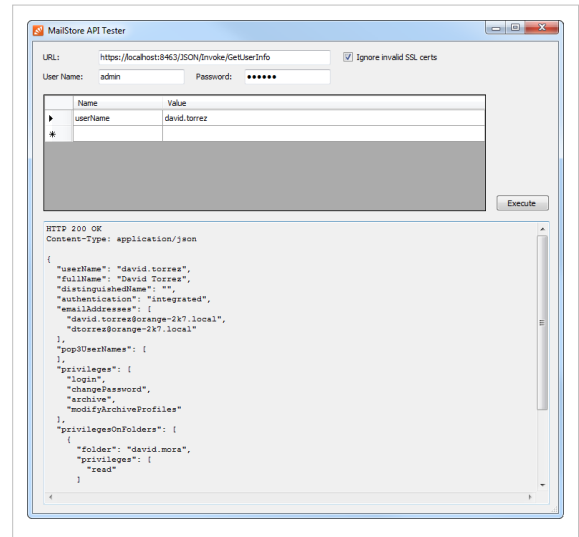 MailStore API Tester
URL: https://localhost:8463/JSON/Invoke/GetUserInfo Ignore invalid SSL certs
User Name: admin Password: ••••••
Name Value
userName david.torrez
Execute
HTTP 200 OK
Content-Type: application/json
{
"userName": "david.torrez",
"fullName": "David Torrez",
"distinguishedName": "",
"authentication": "integrated",
"emailAddresses": [
"david.torrez@orange-2k7.local",
"dtorrez@orange-2k7.local"
],
"pop3UserNames": [
],
"privileges": [
"login",
"changePassword",
"archive",
"modifyArchiveProfiles"
],
"privilegesOnFolders": [
{
"folder": "david.mora",
"privileges": [
"read"
]